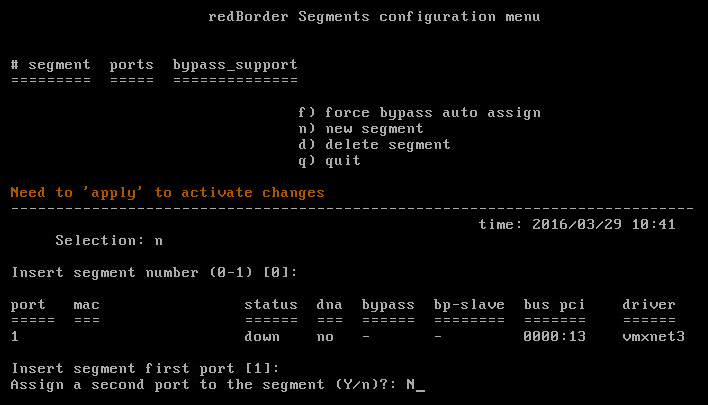 redBorder Segments configuration menu
# segment ports bypass_support
========= ===== ==============
f) force bypass auto assign
n) new segment
d) delete segment
q) quit
Need to 'apply' to activate changes
----------------------------------------------------------------------------
time: 2016/03/29 10:41
Selection: n
Insert segment number (0-1) [0]:
port mac status dna bypass bp-slave bus pci driver
===== === ====== === ====== ======== ======= ======
1 down no - - 0000:13 vmxnet3
Insert segment first port [1]:
Assign a second port to the segment (Y/n)?: N_